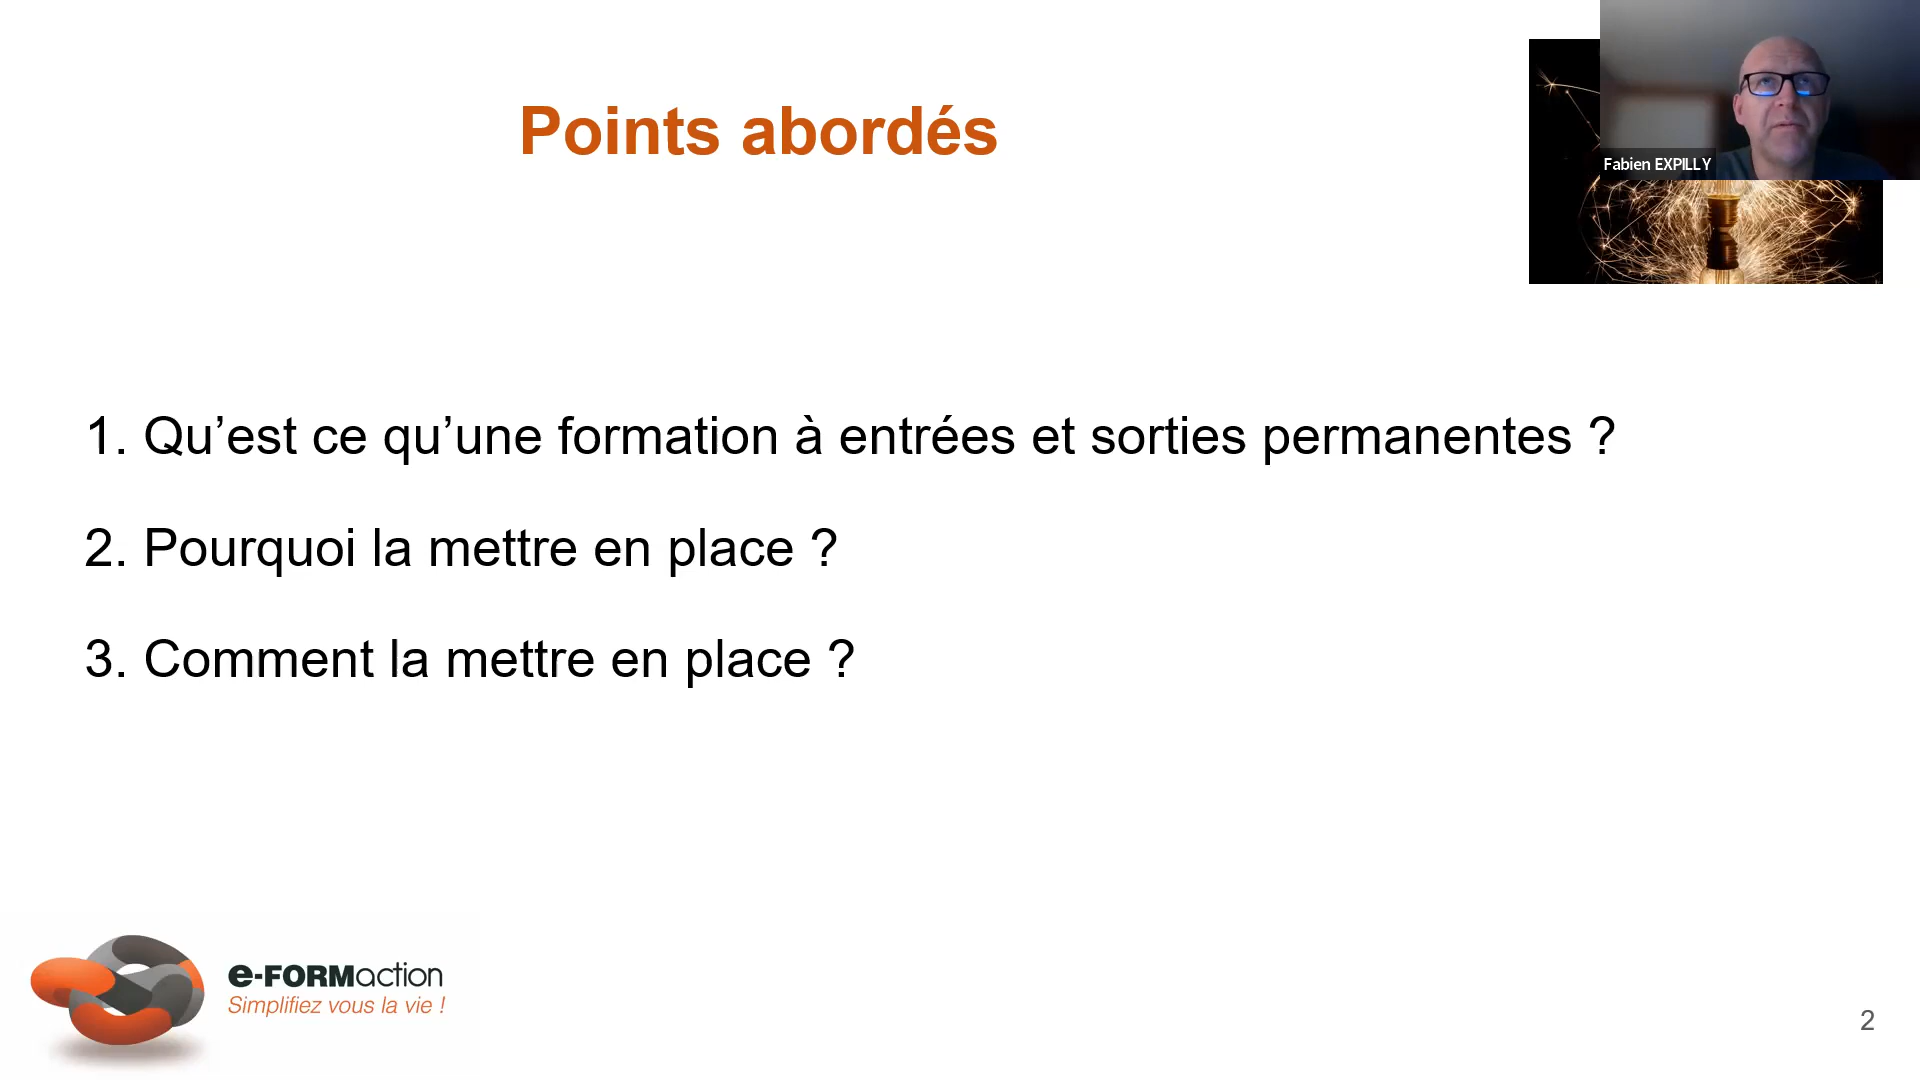 Points abordés
Fabien EXPILLY
1. Qu’est ce qu’une formation à entrées et sorties permanentes ?
2. Pourquoi la mettre en place ?
3. Comment la mettre en place ?
e-FORMaction
Simplifiez vous la vie !
2